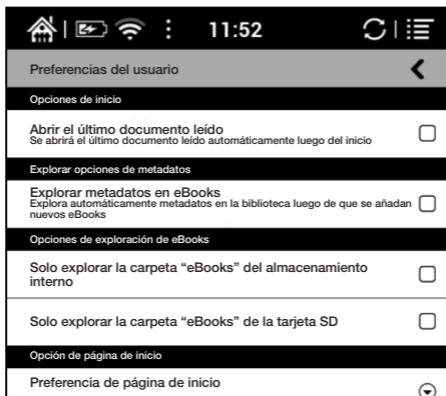 11:52
Preferencias del usuario
Opciones de inicio
Abrir el último documento leído
Se abrirá el último documento leído automáticamente luego del inicio
Explorar opciones de metadatos
Explorar metadatos en eBooks
Explora automáticamente metadatos en la biblioteca luego de que se añadan
nuevos eBooks
Opciones de exploración de eBooks
Solo explorar la carpeta “eBooks” del almacenamiento
interno
Solo explorar la carpeta “eBooks” de la tarjeta SD
Opción de página de inicio
Preferencia de página de inicio